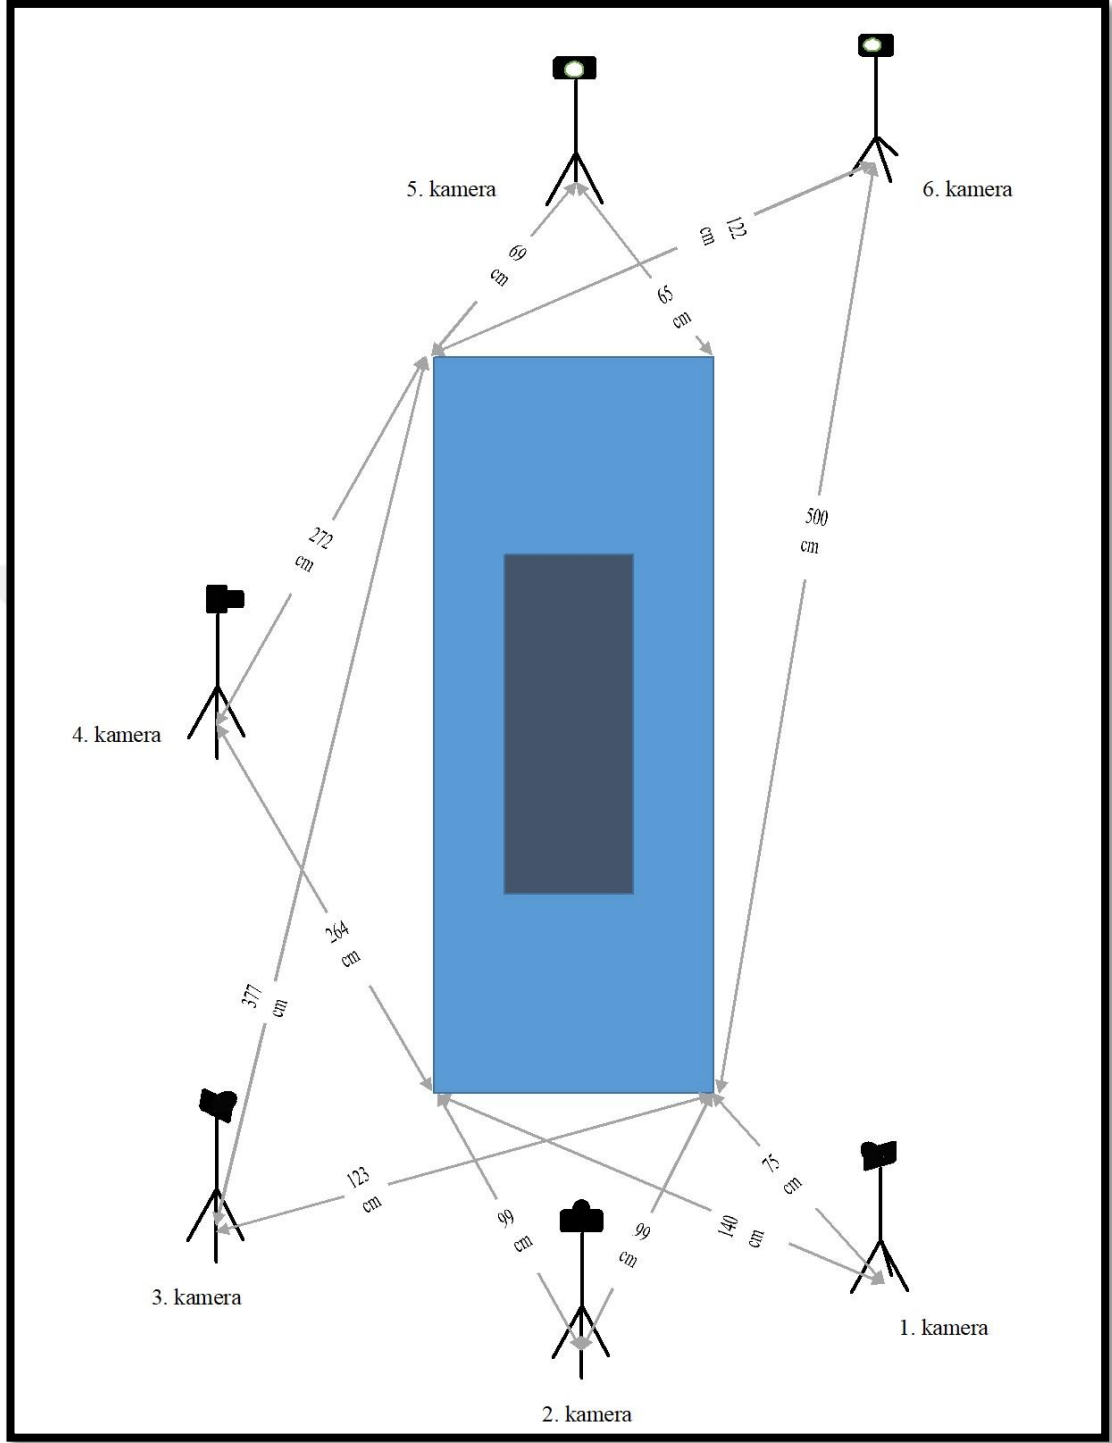 5. kamera
6. kamera
122
cm
69
cm
65
cm
500
cm
272
cm
4. kamera
264
cm
377
cm
123
cm
75
cm
99
cm
99
cm
140
cm
3. kamera
1. kamera
2. kamera